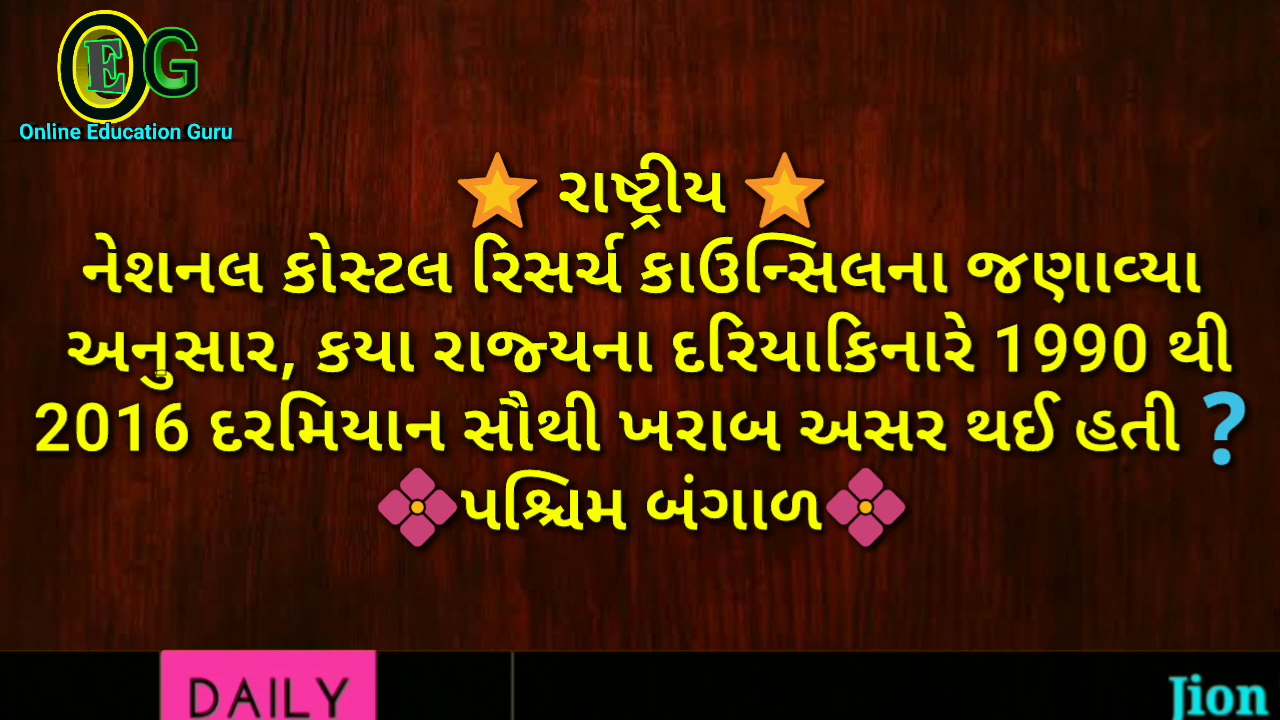 EG
Online Education Guru
રાષ્ટ્રીય
નેશનલ કોસ્ટલ રિસર્ચ કાઉન્સિલના જણાવ્યા
અનુસાર, કયા રાજ્યના દરિયાકિનારે 1990 થી
2016 દરમિયાન સૌથી ખરાબ અસર થઈ હતી ❓
પશ્ચિમ બંગાળ
DAILY
Jion